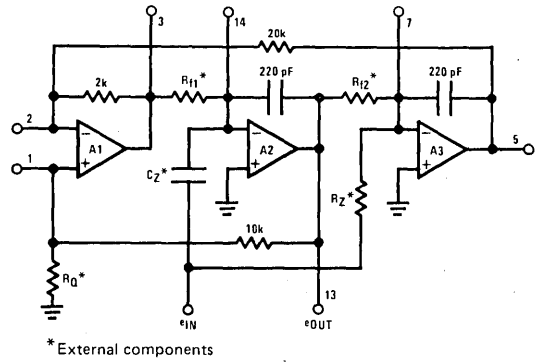 3
14
7
20k
2k
Rf1*
220 pF
Rf2*
220 pF
2
−
A1
+
1
−
A2
+
−
A3
+
5
CZ*
RZ*
10k
RQ*
13
eIN
eOUT
*External components